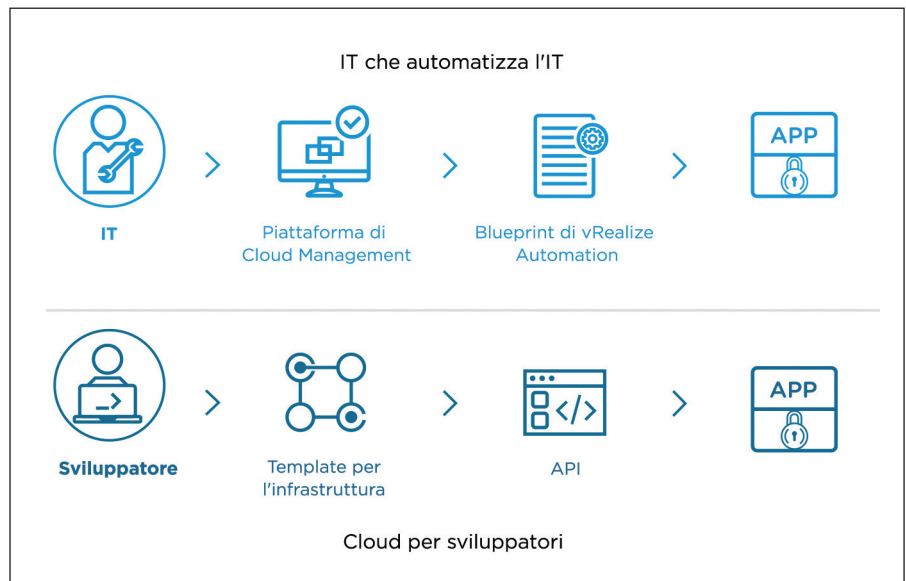 IT che automatizza l'IT
APP
IT
Piattaforma di
Cloud Management
Blueprint di vRealize
Automation
APP
Sviluppatore
Template per
l'infrastruttura
API
Cloud per sviluppatori